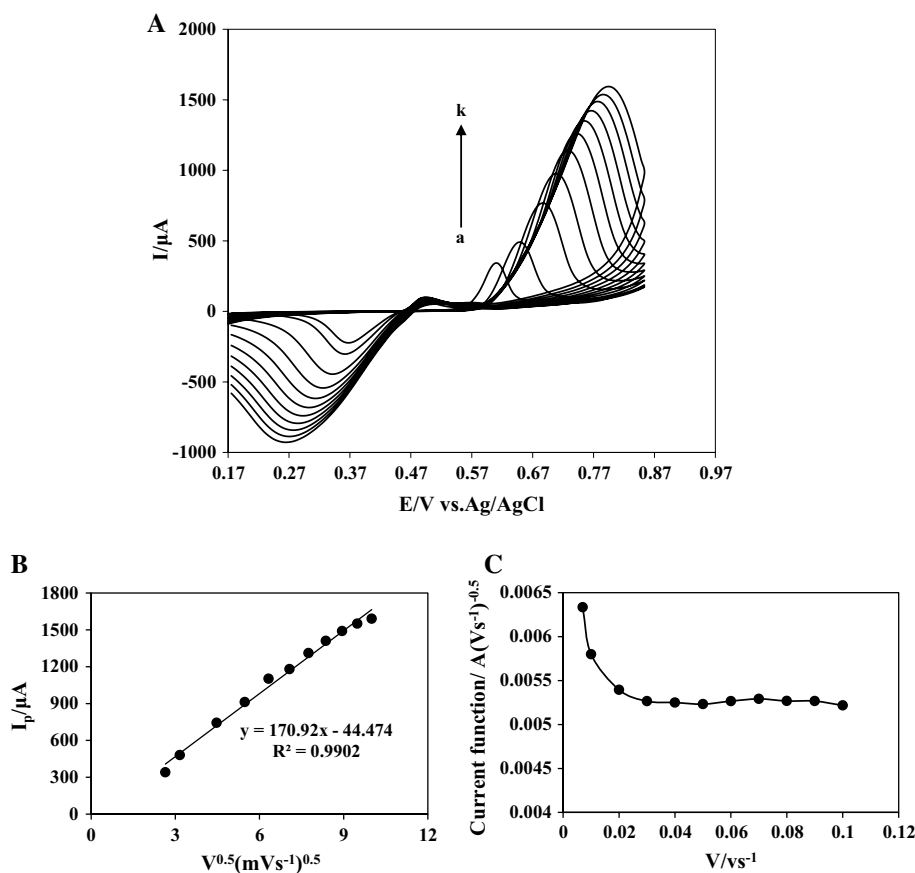 A
2000
1500
1000
500
0
-500
-1000
I/µA
k
a
0.17 0.27 0.37 0.47 0.57 0.67 0.77 0.87 0.97
E/V vs.Ag/AgCl
B
1800
1500
1200
900
600
300
0
Ip/µA
y = 170.92x - 44.474
R² = 0.9902
0 3 6 9 12
V^0.5(mVs⁻¹)^0.5
C
0.0065
0.006
0.0055
0.005
0.0045
0.004
Current function/ A(Vs⁻¹)^-0.5
0 0.02 0.04 0.06 0.08 0.1 0.12
V/vs⁻¹